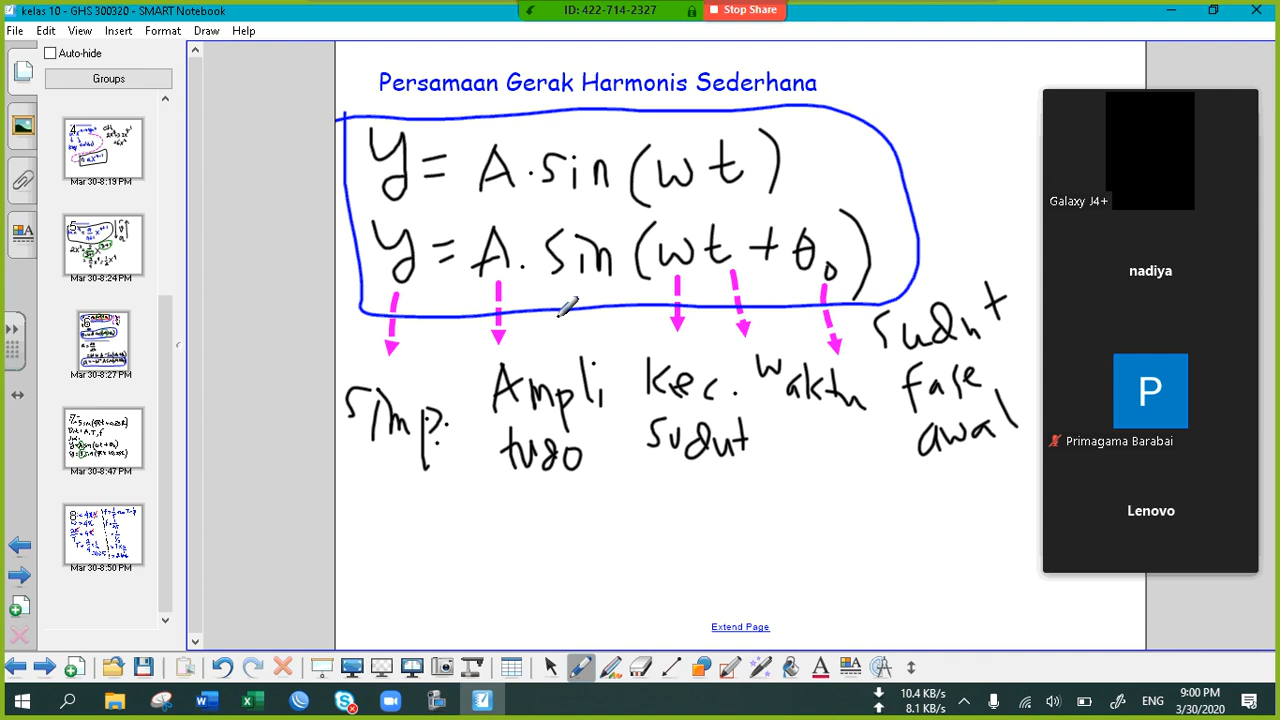 kelas 10 - GHS 300320 - SMART Notebook
ID: 422-714-2327
Stop Share
File Edit View Insert Format Draw Help
Auto-hide
Groups
Mar 30-8:19 PM
Mar 30-8:24 PM
Mar 30-8:27 PM
Mar 30-8:47 PM
Mar 30-8:50 PM
Persamaan Gerak Harmonis Sederhana
y = A . sin (wt)
y = A . sin (wt + θ₀)
simp.
Ampli
tudo
kec.
sudut
waktu
sudut
fase
awal
Extend Page
Galaxy J4+
nadiya
P
Primagama Barabai
Lenovo
10.4 KB/s
8.1 KB/s
ENG
9:00 PM
3/30/2020